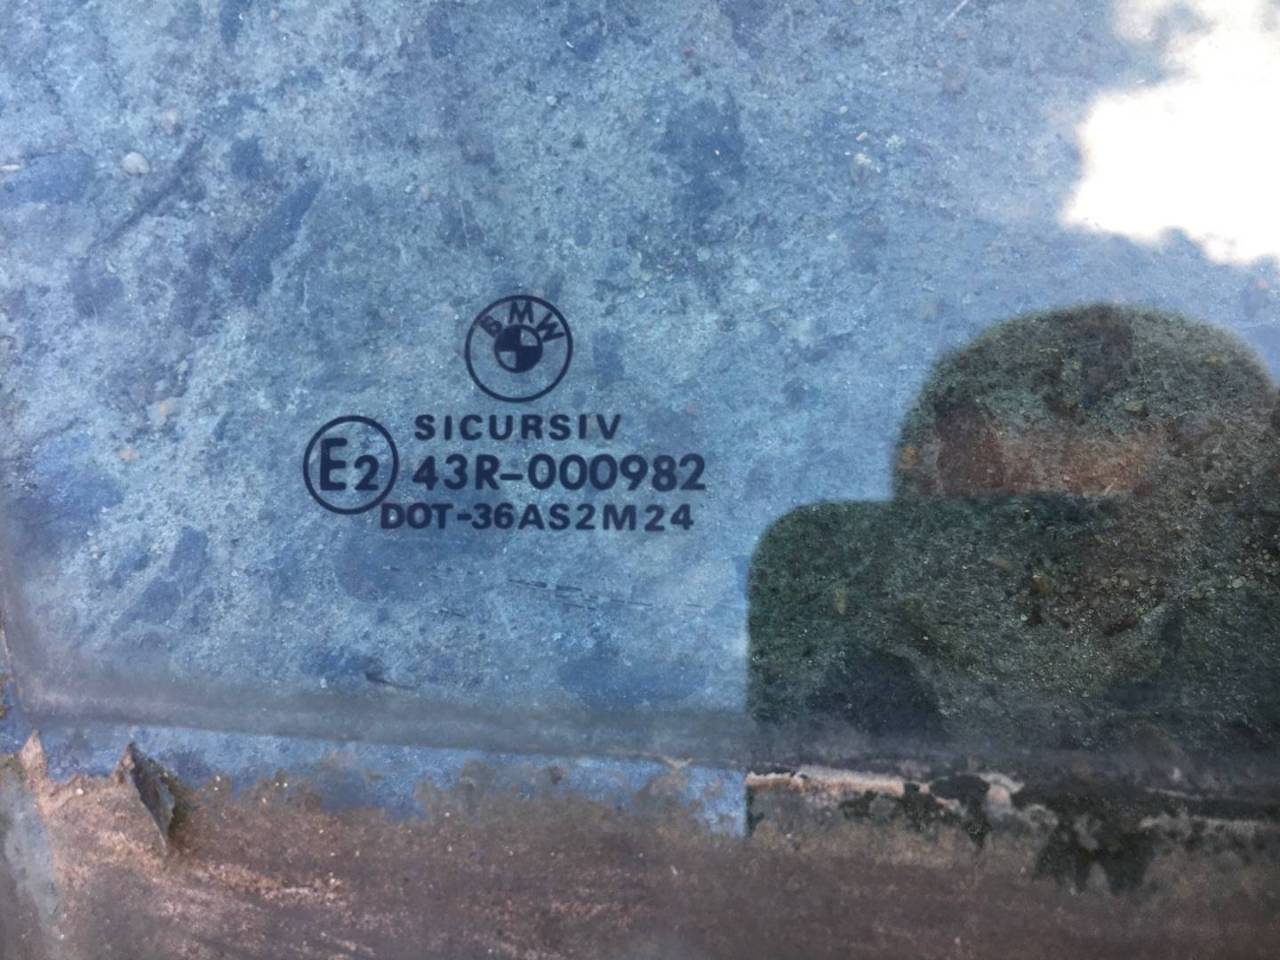 BMW
SICURSIV
E2 43R-000982
DOT-36AS2M24